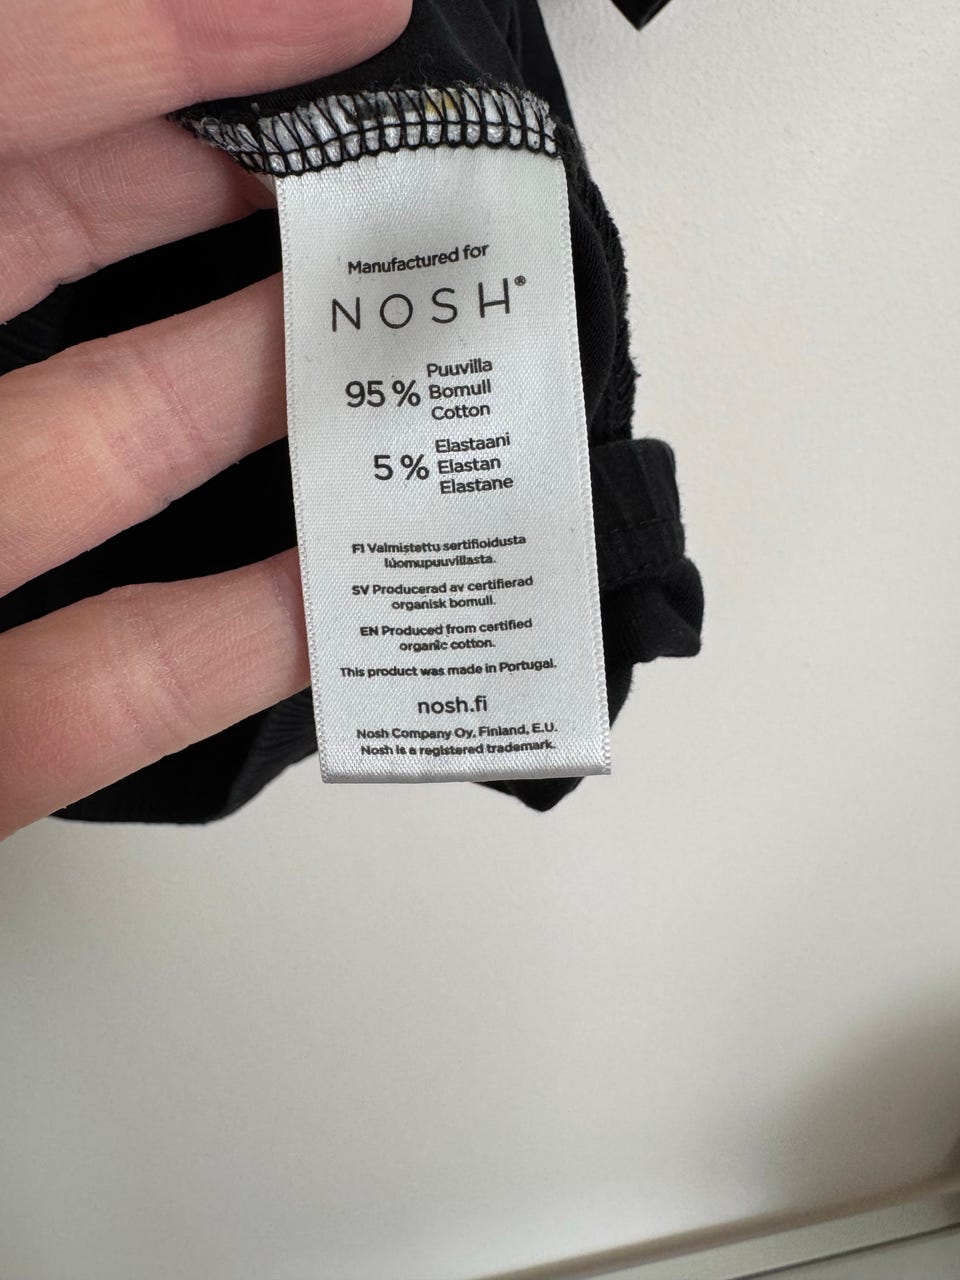 Manufactured for
NOSH®
95 % Puuvilla
Bomull
Cotton
5 % Elastaani
Elastan
Elastane
FI Valmistettu sertifioidusta
luomupuuvillasta.
SV Producerad av certifierad
organisk bomull.
EN Produced from certified
organic cotton.
This product was made in Portugal.
nosh.fi
Nosh Company Oy, Finland, E.U.
Nosh is a registered trademark.